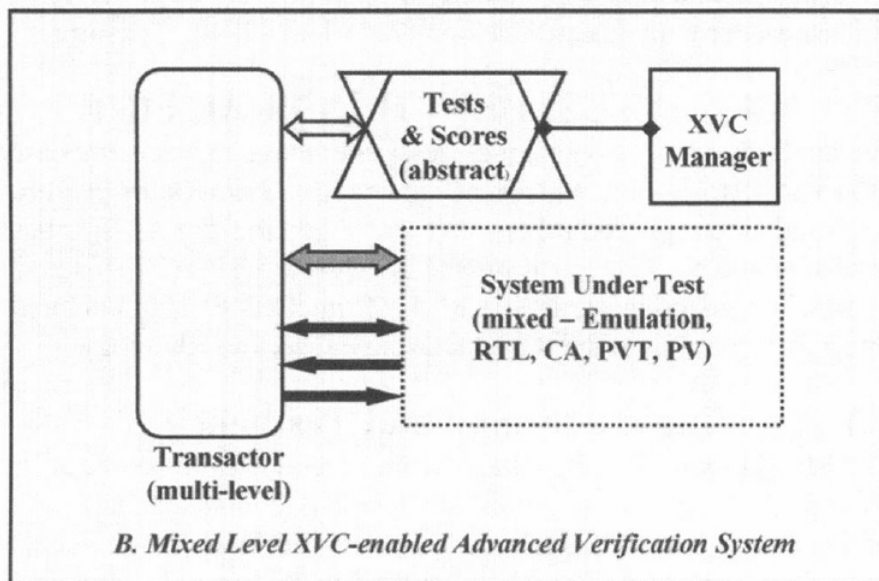 Tests
& Scores
(abstract)
XVC
Manager
System Under Test
(mixed – Emulation,
RTL, CA, PVT, PV)
Transactor
(multi-level)
B. Mixed Level XVC-enabled Advanced Verification System